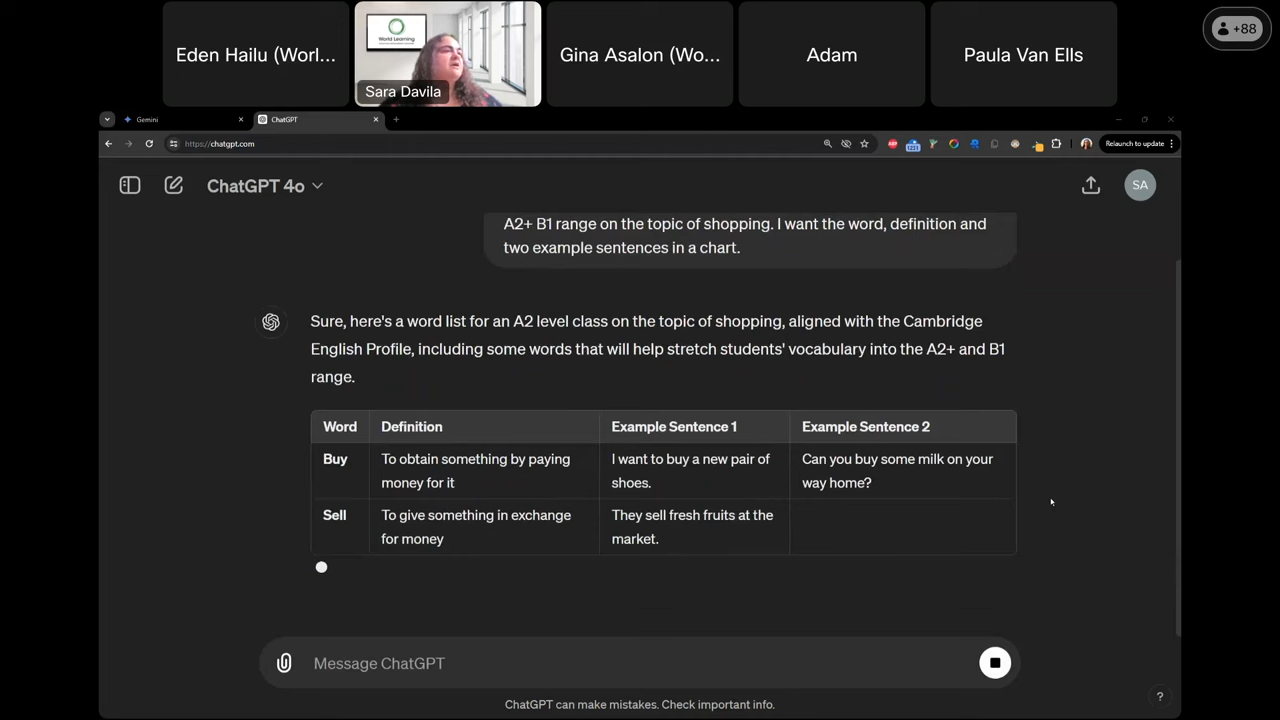 Eden Hailu (Worl...
World Learning
Sara Davila
Gina Asalon (Wo...
Adam
Paula Van Ells
+88
Gemini
ChatGPT
https://chatgpt.com
Relaunch to update
ChatGPT 4o
SA
A2+ B1 range on the topic of shopping. I want the word, definition and
two example sentences in a chart.
Sure, here's a word list for an A2 level class on the topic of shopping, aligned with the Cambridge
English Profile, including some words that will help stretch students' vocabulary into the A2+ and B1
range.
Word Definition Example Sentence 1 Example Sentence 2
Buy To obtain something by paying I want to buy a new pair of Can you buy some milk on your
money for it shoes. way home?
Sell To give something in exchange They sell fresh fruits at the
for money market.
Message ChatGPT
ChatGPT can make mistakes. Check important info.
?